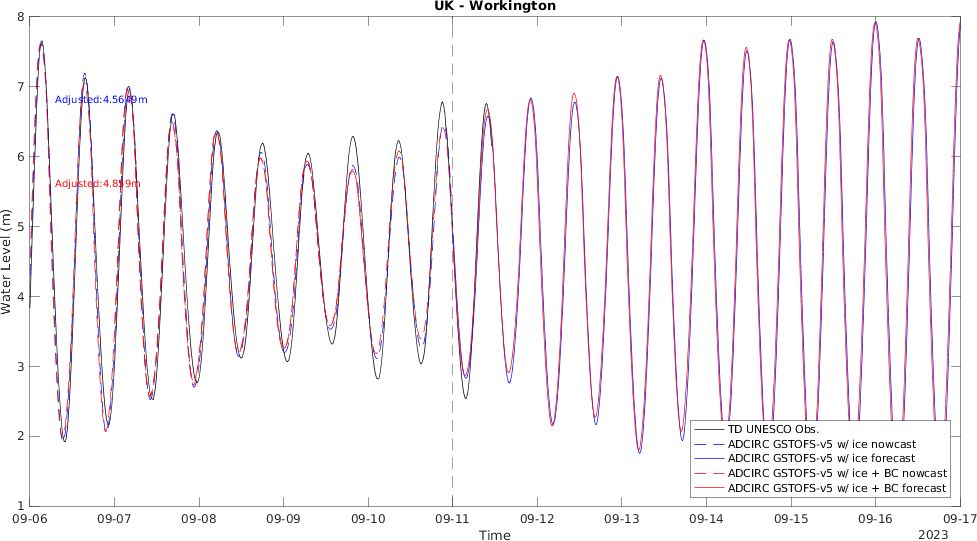 UK - Workington
8
7
6
5
4
3
2
1
Water Level (m)
Adjusted:4.5649m
Adjusted:4.859m
TD UNESCO Obs.
ADCIRC GSTOFS-v5 w/ ice nowcast
ADCIRC GSTOFS-v5 w/ ice forecast
ADCIRC GSTOFS-v5 w/ ice + BC nowcast
ADCIRC GSTOFS-v5 w/ ice + BC forecast
09-06 09-07 09-08 09-09 09-10 09-11 09-12 09-13 09-14 09-15 09-16 09-17
Time
2023